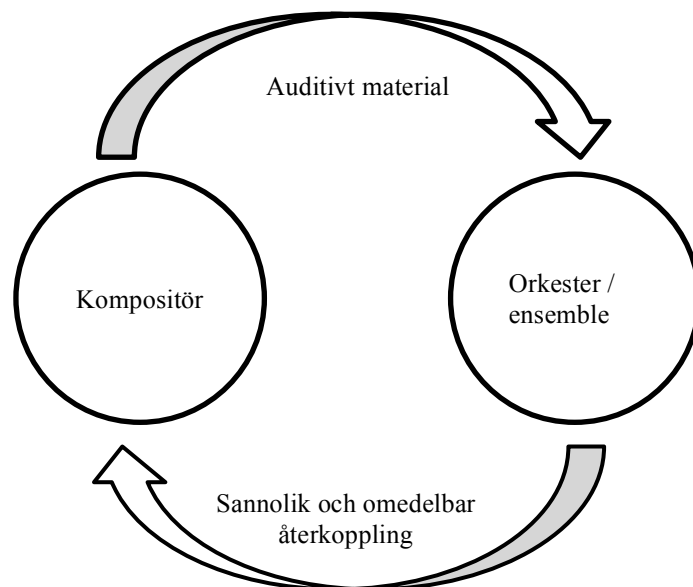 Auditivt material
Kompositör
Orkester /
ensemble
Sannolik och omedelbar
återkoppling